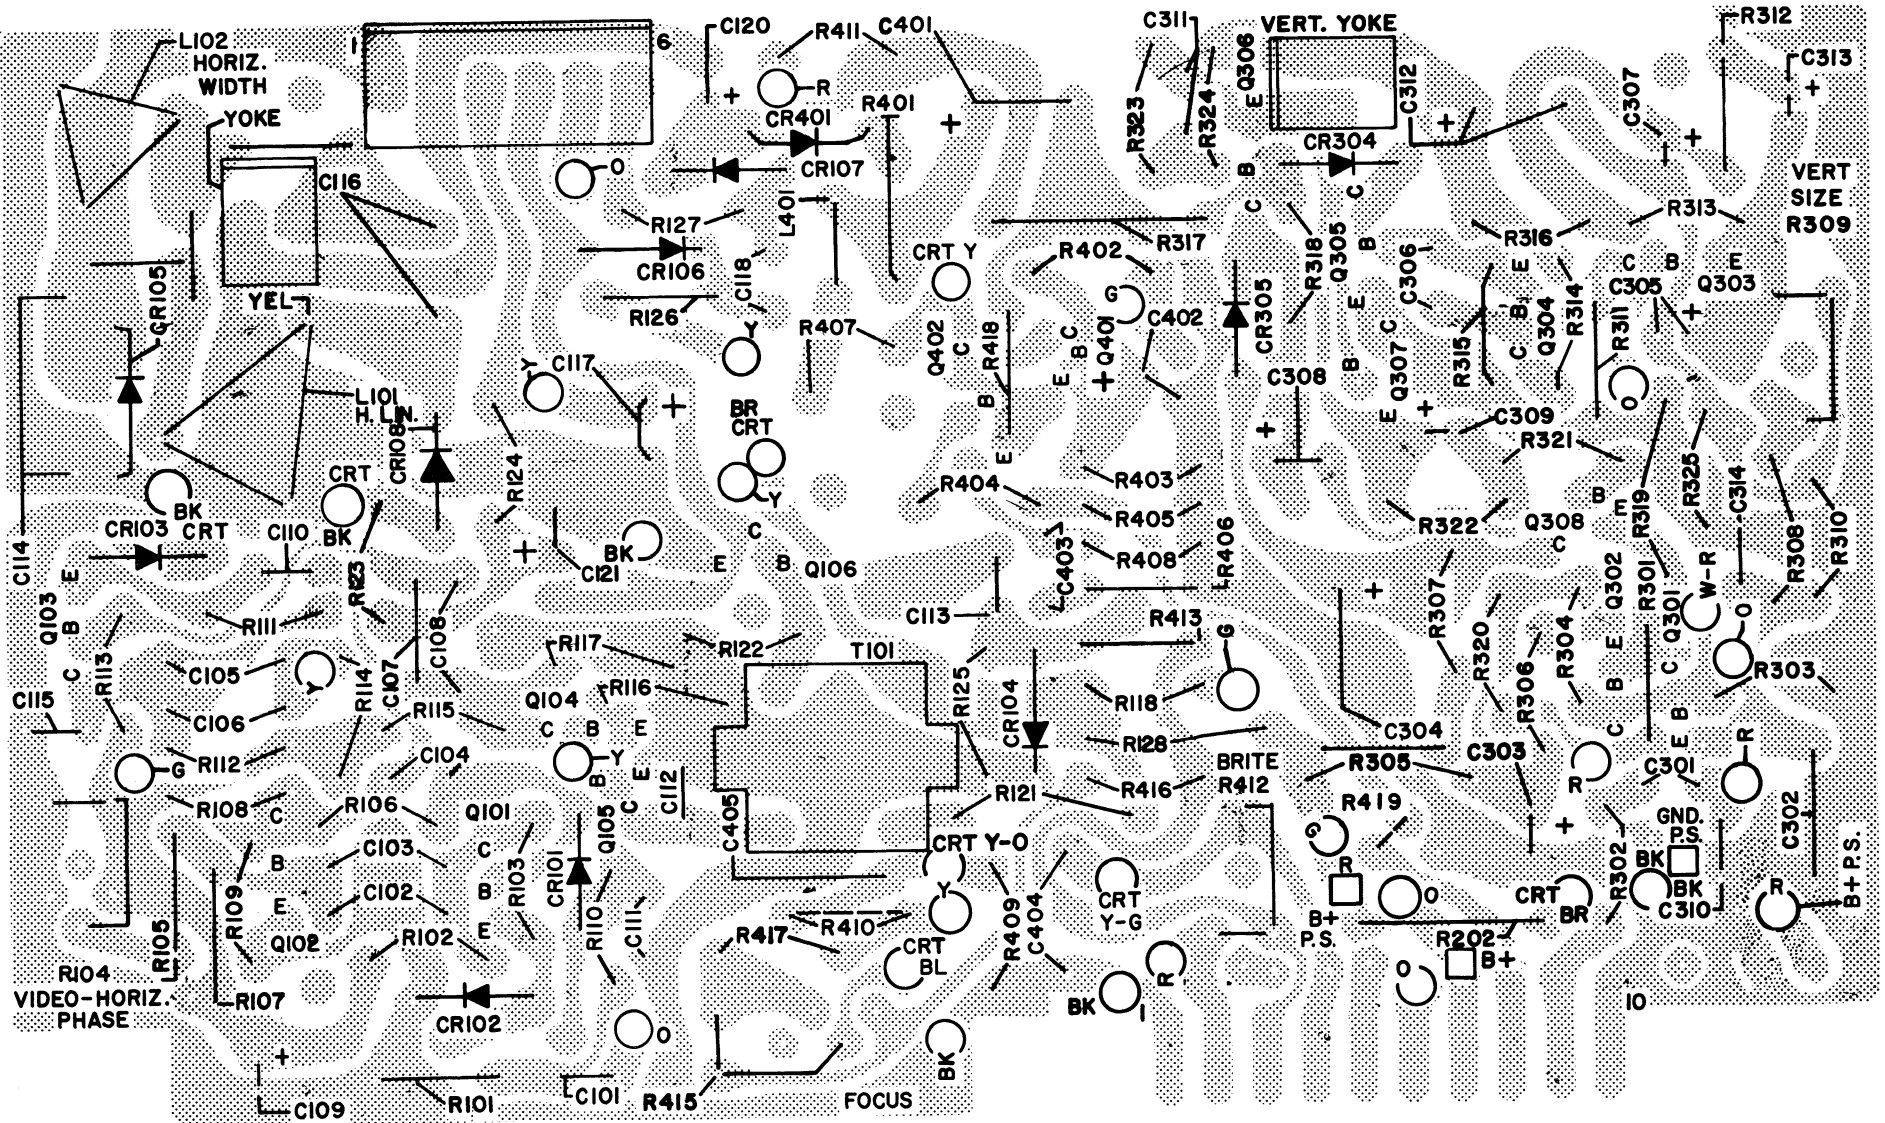 L102
HORIZ.
WIDTH
1
6
C120
R411
C401
C311
Q306
VERT. YOKE
R312
C313
+
R
CR401
R401
+
R323
R324
E
C312
+
C307
+
+
YOKE
C116
O
CR107
CR304
VERT
SIZE
R309
B
C
C
L401
R127
CR106
C118
R126
CRT Y
R402
R317
R318
Q305
B
E
B
C306
R316
R313
E
B
C
Q304
R314
C
B
E
C305
Q303
+
CR105
YEL
Y
R407
Q402
C
R418
B
E
G
C
B
E
Q401
+
C402
CR305
C308
+
C
Q307
E
R315
R311
O
L101
H. LIN.
CR108
Y
C117
+
BR
CRT
Y
+
C309
R321
R124
CRT
BK
BK
CRT
CR103
C110
R123
C114
+
C121
BK
C
E
B
Q106
R404
R403
R405
R408
C403
R406
R322
B
E
Q308
C
R319
R325
C314
R308
R310
E
Q103
B
C
R113
R111
C105
Y
R114
C107
C108
C113
R413
G
+
R307
R320
R306
R304
Q302
E
B
C
R301
Q301
C
B
E
W-R
O
R303
R117
R122
T101
R116
R125
CR104
R118
R128
C304
C115
C106
R115
Q104
C
B
E
R112
C104
G
Y
B
E
C
Q105
C112
C405
R121
R416
BRITE
R412
R305
C303
R
C301
R
R108
C
B
E
Q102
R106
Q101
C
B
E
C103
R103
CR101
C102
R109
R102
R110
C111
CRT Y-O
Y
R419
G
R
+
R302
GND.
P.S.
BK
BK
C310
C302
B+ P.S.
R
R105
R417
R410
CRT
BL
R409
C404
CRT
Y-G
O
CRT
BR
B+
P.S.
R202
B+
O
R104
VIDEO-HORIZ.
PHASE
R107
CR102
R
BK
1
10
O
BK
+
C109
R101
C101
R415
FOCUS